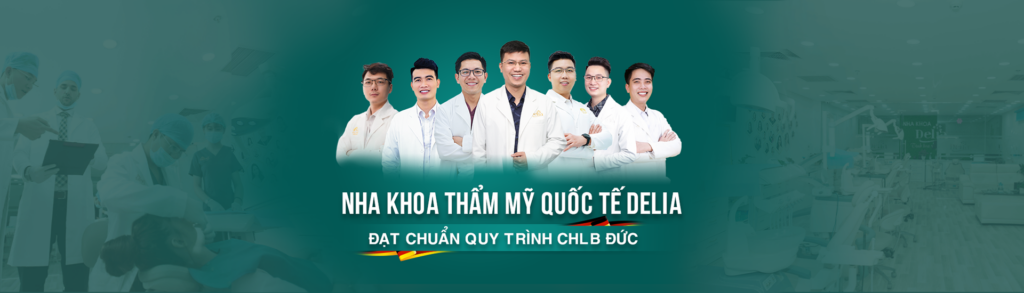 NHA KHOA THẨM MỸ QUỐC TẾ DELIA
ĐẠT CHUẨN QUY TRÌNH CHLB ĐỨC